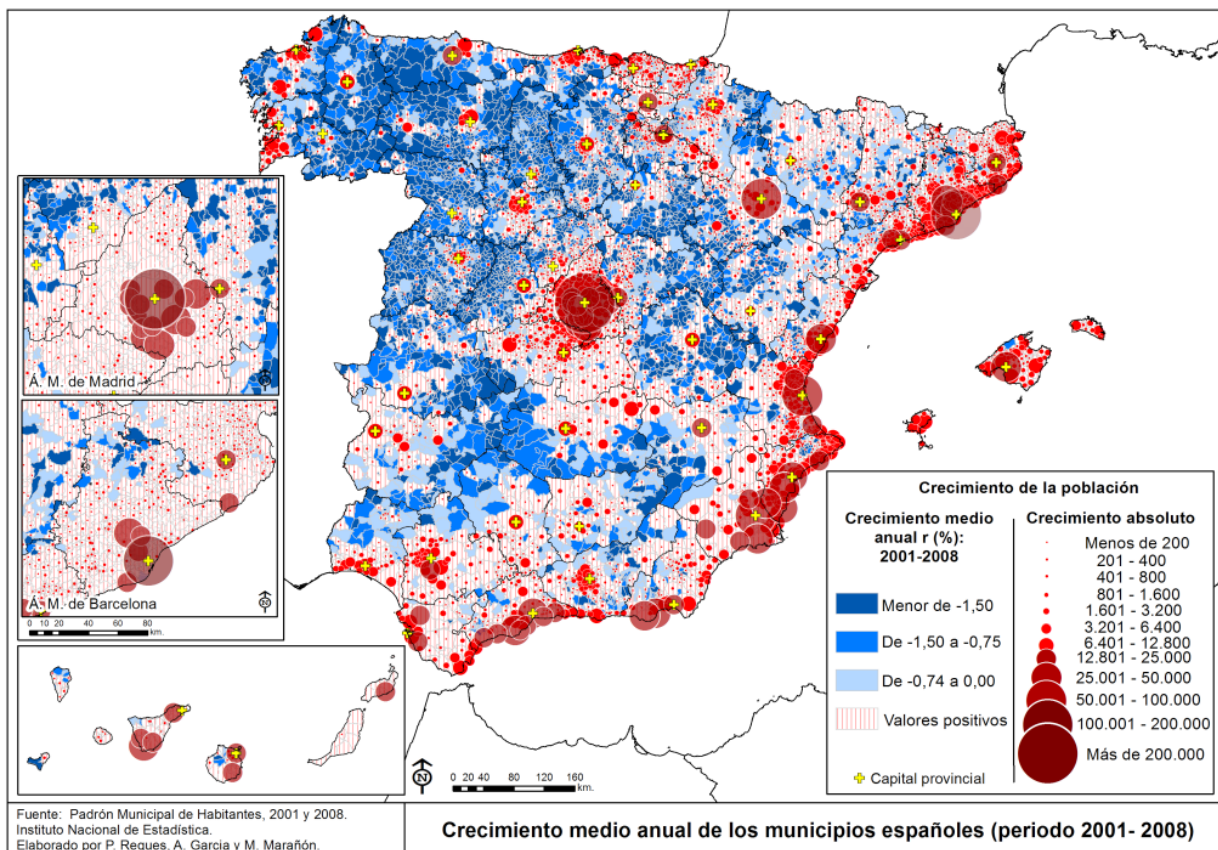 A. M. de Madrid
A. M. de Barcelona
0 10 20 40 60 80
km.
N
N
N
0 20 40 80 120 160
km.
Crecimiento de la población
Crecimiento medio
anual r (%):
2001-2008
Menor de -1,50
De -1,50 a -0,75
De -0,74 a 0,00
Valores positivos
Capital provincial
Crecimiento absoluto
Menos de 200
201 - 400
401 - 800
801 - 1.600
1.601 - 3.200
3.201 - 6.400
6.401 - 12.800
12.801 - 25.000
25.001 - 50.000
50.001 - 100.000
100.001 - 200.000
Más de 200.000
Fuente: Padrón Municipal de Habitantes, 2001 y 2008.
Instituto Nacional de Estadística.
Elaborado por P. Reques, A. Garcia y M. Marañón.
Crecimiento medio anual de los municipios españoles (periodo 2001- 2008)